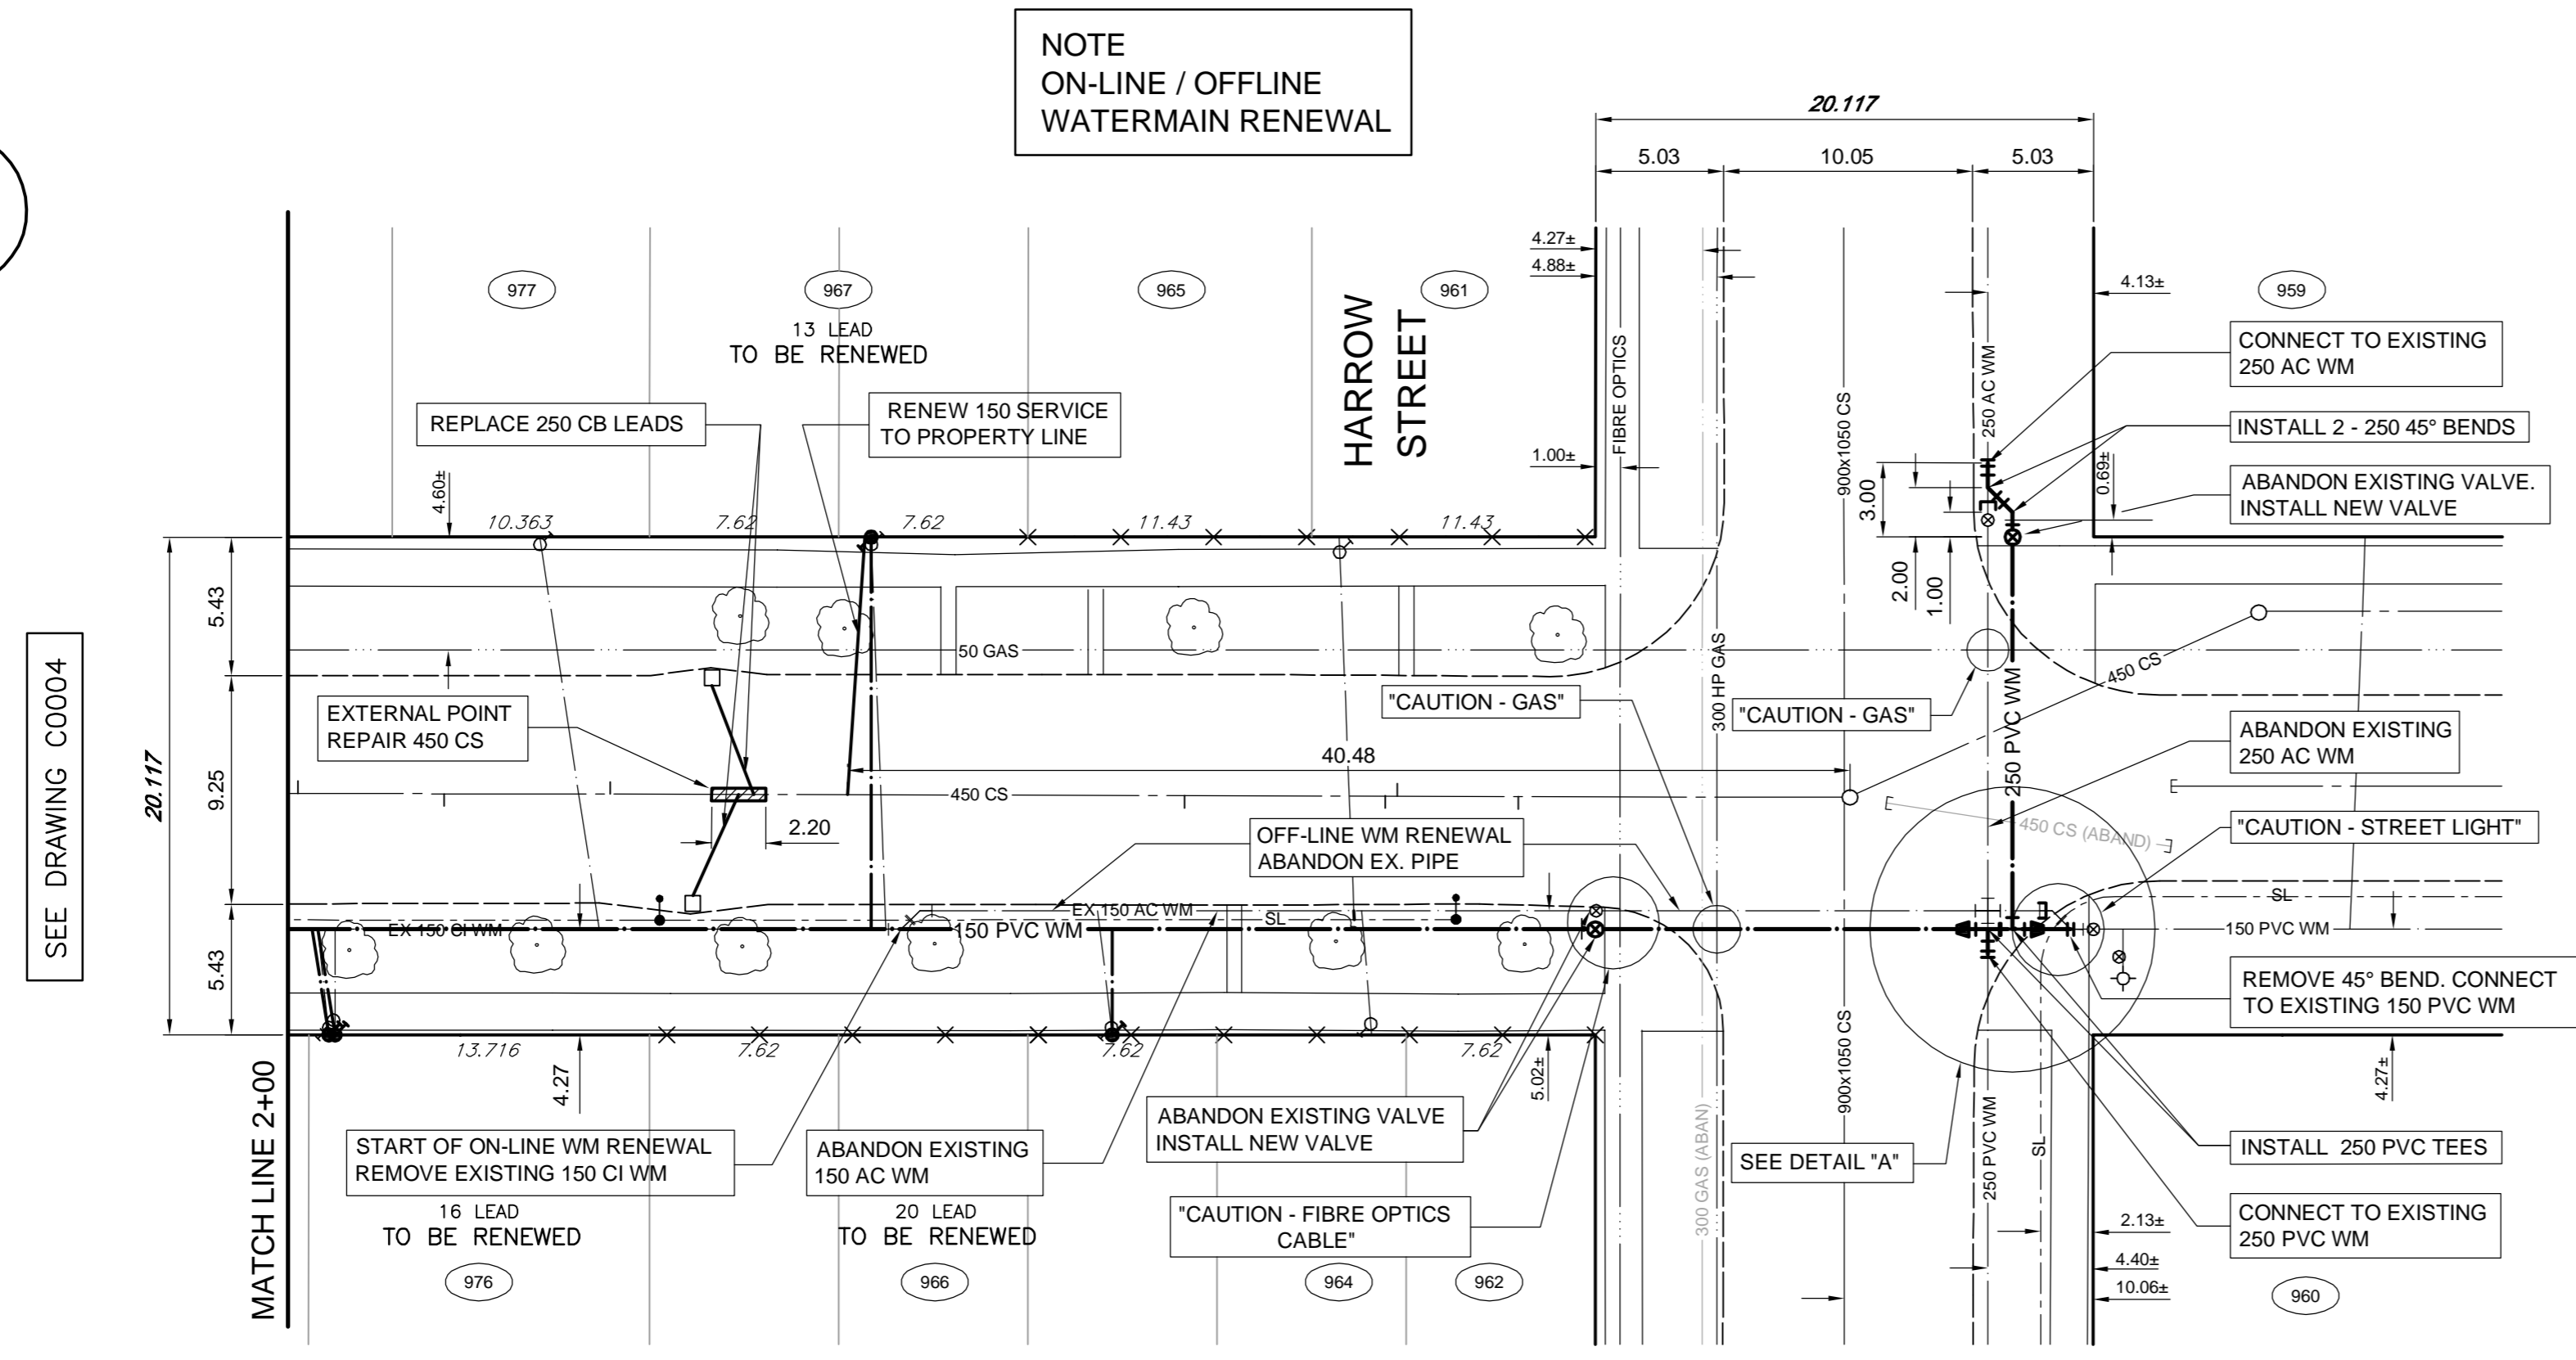 NOTE
ON-LINE / OFFLINE
WATERMAIN RENEWAL
20.117
5.03
10.05
5.03
4.27±
4.88±
4.13±
977
967
965
961
959
13 LEAD
TO BE RENEWED
HARROW
STREET
FIBRE OPTICS
900x1050 CS
250 AC WM
CONNECT TO EXISTING
250 AC WM
REPLACE 250 CB LEADS
RENEW 150 SERVICE
TO PROPERTY LINE
INSTALL 2 - 250 45° BENDS
1.00±
3.00
0.69±
ABANDON EXISTING VALVE.
INSTALL NEW VALVE
4.60±
10.363
7.62
7.62
11.43
11.43
2.00
1.00
5.43
50 GAS
300 HP GAS
450 CS
"CAUTION - GAS"
"CAUTION - GAS"
250 PVC WM
EXTERNAL POINT
REPAIR 450 CS
ABANDON EXISTING
250 AC WM
SEE DRAWING C0004
20.117
9.25
40.48
450 CS
2.20
OFF-LINE WM RENEWAL
ABANDON EX. PIPE
450 CS (ABAND)
"CAUTION - STREET LIGHT"
EX 150 AC WM
SL
SL
EX 150 CI WM
150 PVC WM
150 PVC WM
5.43
REMOVE 45° BEND. CONNECT
TO EXISTING 150 PVC WM
13.716
7.62
7.62
7.62
4.27
5.02±
900x1050 CS
4.27±
MATCH LINE 2+00
START OF ON-LINE WM RENEWAL
REMOVE EXISTING 150 CI WM
ABANDON EXISTING
150 AC WM
ABANDON EXISTING VALVE
INSTALL NEW VALVE
300 GAS (ABAN)
SEE DETAIL "A"
250 PVC WM
SL
INSTALL 250 PVC TEES
16 LEAD
TO BE RENEWED
20 LEAD
TO BE RENEWED
"CAUTION - FIBRE OPTICS
CABLE"
CONNECT TO EXISTING
250 PVC WM
2.13±
4.40±
10.06±
976
966
964
962
960